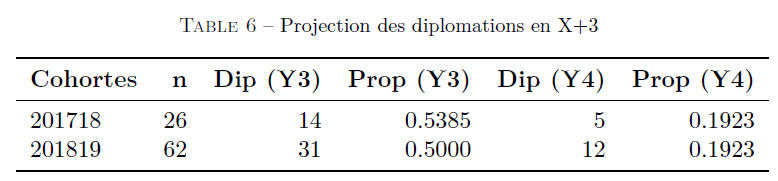 TABLE 6 – Projection des diplomations en X+3
Cohortes n Dip (Y3) Prop (Y3) Dip (Y4) Prop (Y4)
201718 26 14 0.5385 5 0.1923
201819 62 31 0.5000 12 0.1923